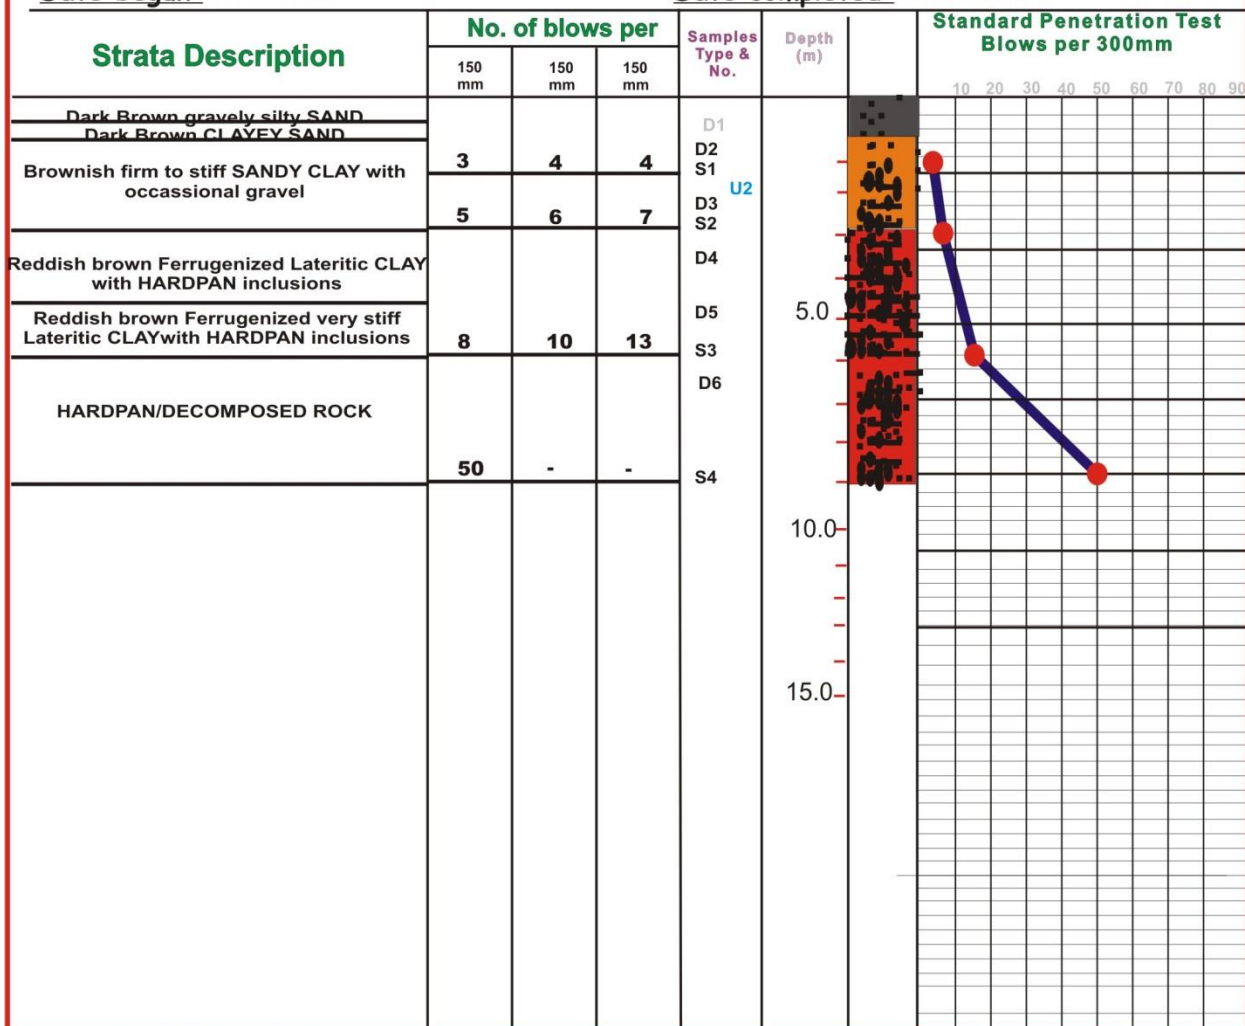 Strata Description
No. of blows per
150 mm
150 mm
150 mm
Samples
Type &
No.
Depth
(m)
Standard Penetration Test
Blows per 300mm
10 20 30 40 50 60 70 80 90
Dark Brown gravely silty SAND
Dark Brown CLAYEY SAND
D1
Brownish firm to stiff SANDY CLAY with
occassional gravel
3 4 4
D2
S1
U2
5 6 7
D3
S2
Reddish brown Ferrugenized Lateritic CLAY
with HARDPAN inclusions
D4
Reddish brown Ferrugenized very stiff
Lateritic CLAYwith HARDPAN inclusions
8 10 13
D5
S3
5.0
HARDPAN/DECOMPOSED ROCK
D6
50 - -
S4
10.0
15.0